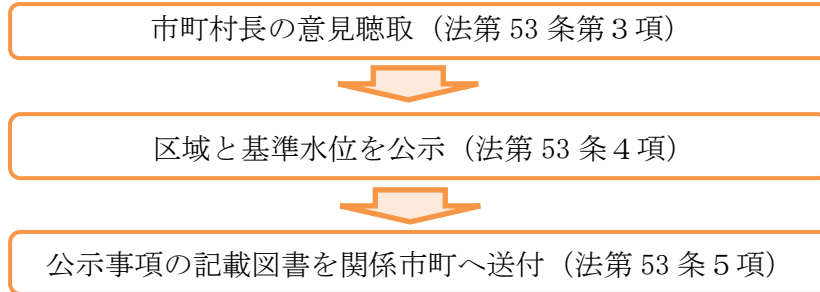 市町村長の意見聴取（法第 53 条第３項）
区域と基準水位を公示（法第 53 条４項）
公示事項の記載図書を関係市町へ送付（法第 53 条５項）